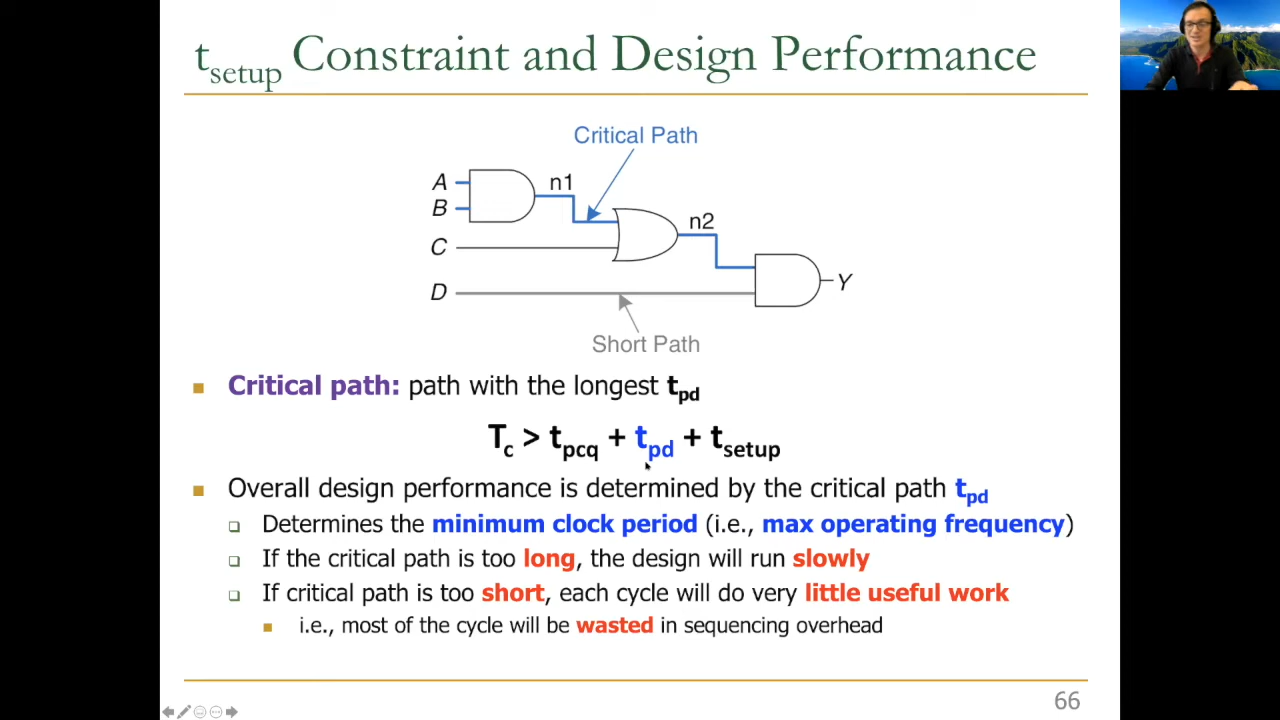 t_setup Constraint and Design Performance
Critical Path
A
n1
B
n2
C
D
Y
Short Path
Critical path: path with the longest t_pd
T_c > t_pcq + t_pd + t_setup
Overall design performance is determined by the critical path t_pd
Determines the minimum clock period (i.e., max operating frequency)
If the critical path is too long, the design will run slowly
If critical path is too short, each cycle will do very little useful work
i.e., most of the cycle will be wasted in sequencing overhead
66